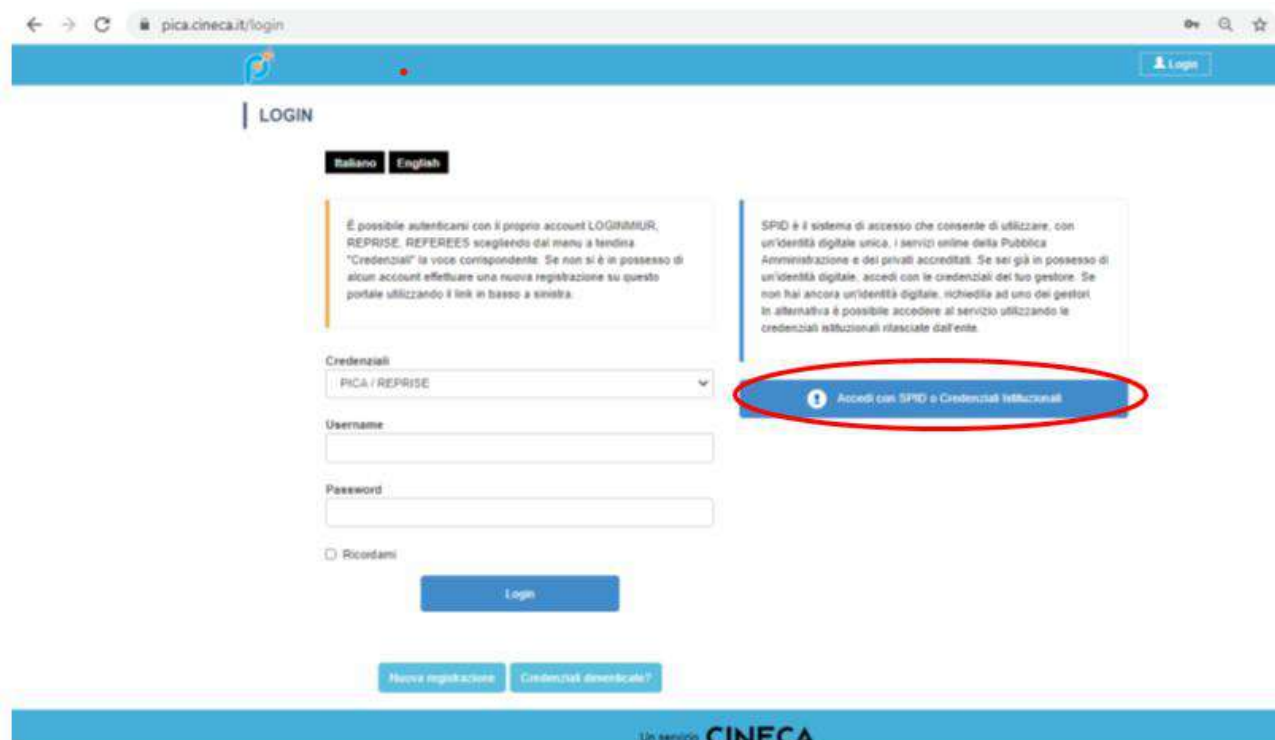 pica.cineca.it/login
Login
LOGIN
Italiano English
È possibile autenticarsi con il proprio account LOGINMIUR,
REPRISE, REFEREES scegliendo dal menu a tendina
"Credenziali" la voce corrispondente. Se non si è in possesso di
alcun account effettuare una nuova registrazione su questo
portale utilizzando il link in basso a sinistra.
Credenziali
PICA / REPRISE
Username
Password
Ricordami
Login
Nuova registrazione Credenziali dimenticate?
SPID è il sistema di accesso che consente di utilizzare, con
un'identità digitale unica, i servizi online della Pubblica
Amministrazione e dei privati accreditati. Se sei già in possesso di
un'identità digitale, accedi con le credenziali del tuo gestore. Se
non hai ancora un'identità digitale, richiedila ad uno dei gestori.
In alternativa è possibile accedere al servizio utilizzando le
credenziali istituzionali rilasciate dall'ente.
Accedi con SPID o Credenziali Istituzionali
Un servizio CINECA